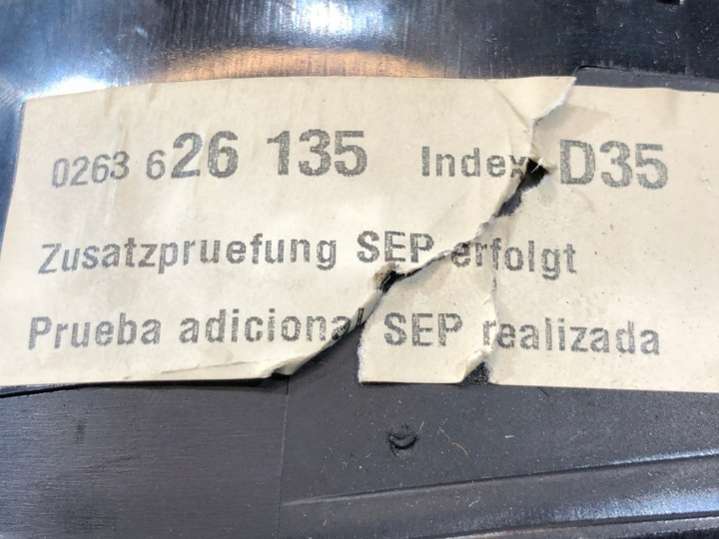 0263 626 135 Index D35
Zusatzpruefung SEP erfolgt
Prueba adicional SEP realizada